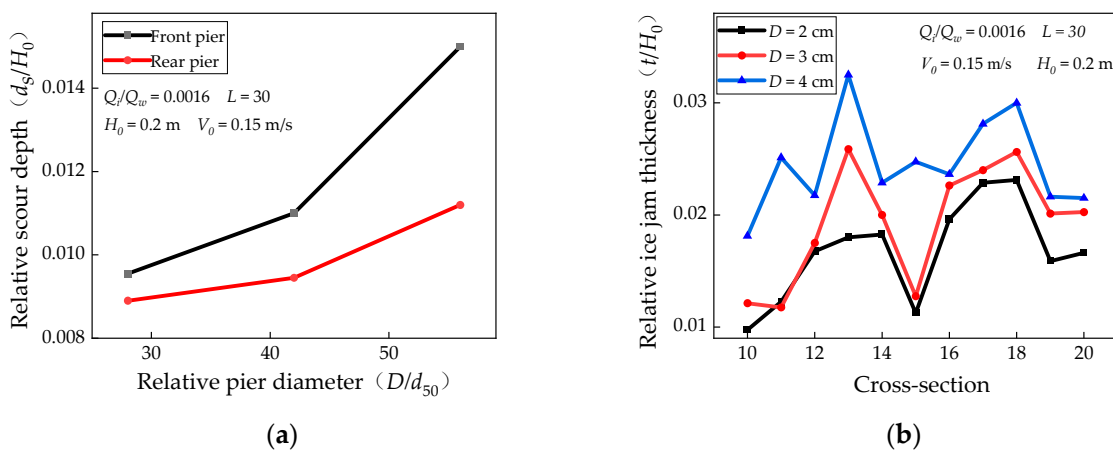 Front pier
Rear pier
Qi/Qw = 0.0016 L = 30
H0 = 0.2 m V0 = 0.15 m/s
0.014
0.012
0.010
0.008
Relative scour depth（ds/H0）
30
40
50
Relative pier diameter（D/d50）
(a)
D = 2 cm
D = 3 cm
D = 4 cm
Qi/Qw = 0.0016 L = 30
V0 = 0.15 m/s H0 = 0.2 m
0.03
0.02
0.01
Relative ice jam thickness（t/H0）
10
12
14
16
18
20
Cross-section
(b)